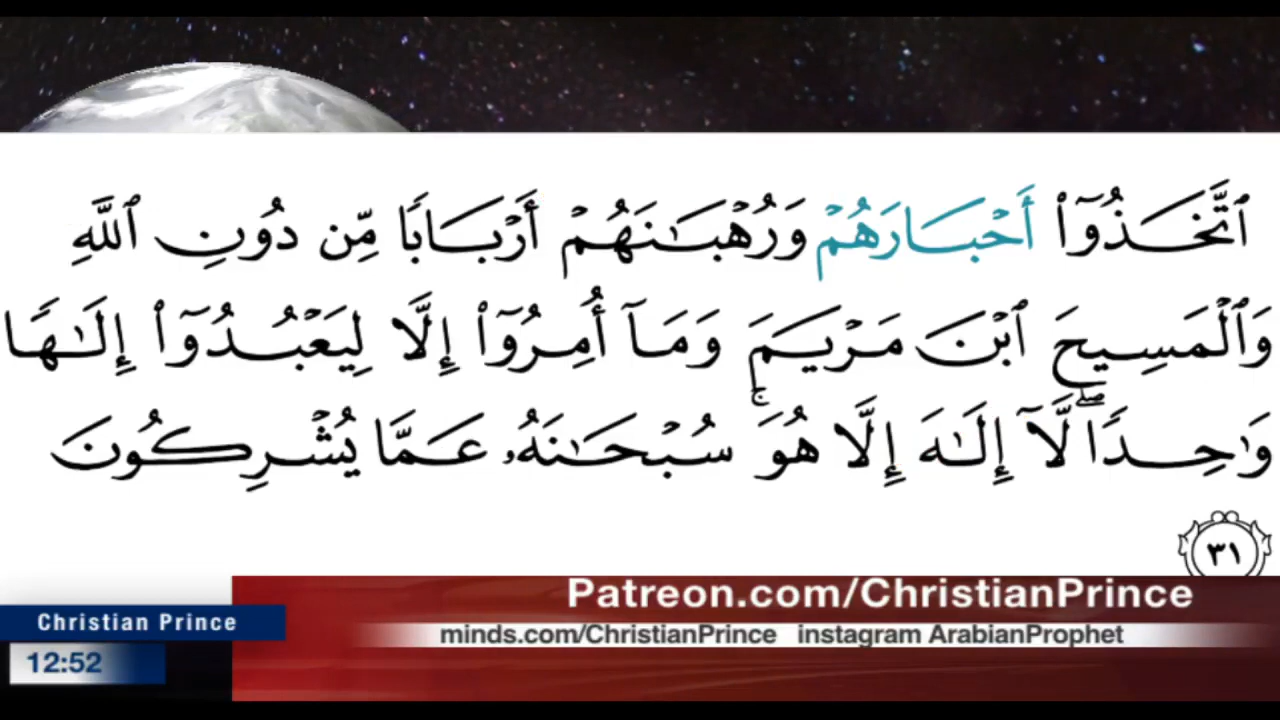 ٱتَّخَذُوٓا۟ أَحْبَارَهُمْ وَرُهْبَـٰنَهُمْ أَرْبَابًا مِّن دُونِ ٱللَّهِ
وَٱلْمَسِيحَ ٱبْنَ مَرْيَمَ وَمَآ أُمِرُوٓا۟ إِلَّا لِيَعْبُدُوٓا۟ إِلَـٰهًا
وَٰحِدًا ۖ لَّآ إِلَـٰهَ إِلَّا هُوَ ۚ سُبْحَـٰنَهُۥ عَمَّا يُشْرِكُونَ
٣١
Patreon.com/ChristianPrince
Christian Prince
minds.com/ChristianPrince instagram ArabianProphet
12:52